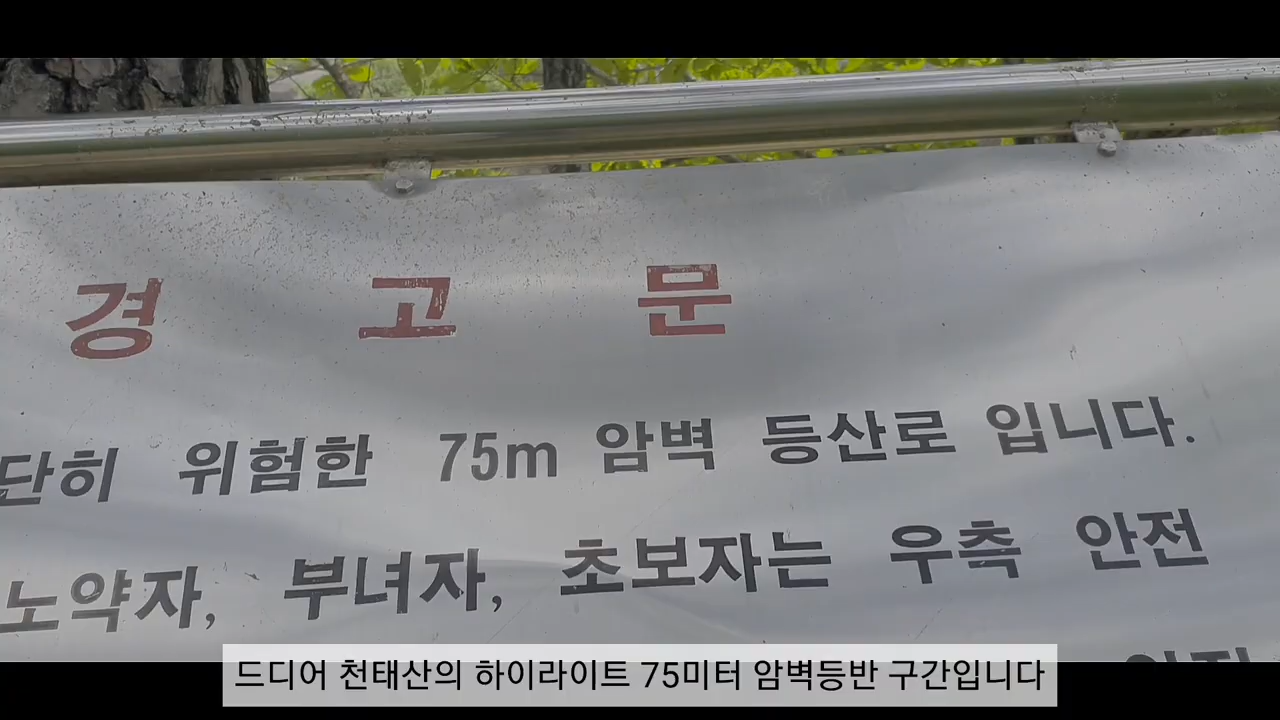 경 고 문
단히 위험한 75m 암벽 등산로 입니다.
노약자, 부녀자, 초보자는 우측 안전
드디어 천태산의 하이라이트 75미터 암벽등반 구간입니다